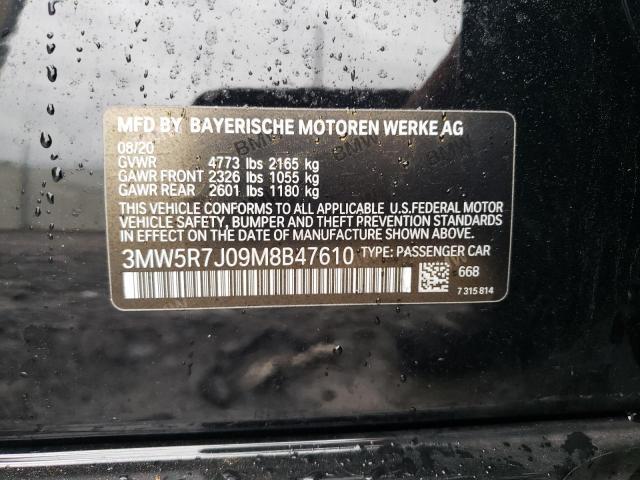 MFD BY BAYERISCHE MOTOREN WERKE AG
08/20
GVWR 4773 lbs 2165 kg
GAWR FRONT 2326 lbs 1055 kg
GAWR REAR 2601 lbs 1180 kg
THIS VEHICLE CONFORMS TO ALL APPLICABLE U.S.FEDERAL MOTOR
VEHICLE SAFETY, BUMPER AND THEFT PREVENTION STANDARDS
IN EFFECT ON THE DATE OF MANUFACTURE SHOWN ABOVE.
3MW5R7J09M8B47610 TYPE: PASSENGER CAR
668
7 315 814